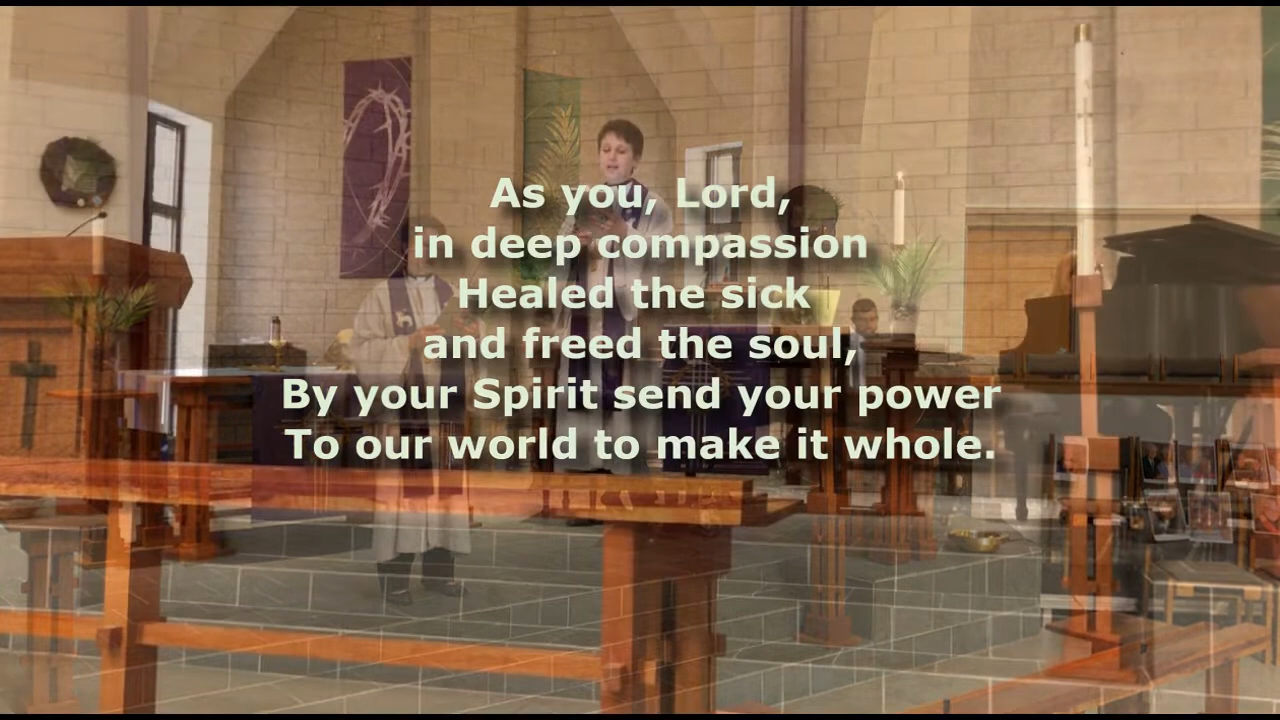 As you, Lord,
in deep compassion
Healed the sick
and freed the soul,
By your Spirit send your power
To our world to make it whole.